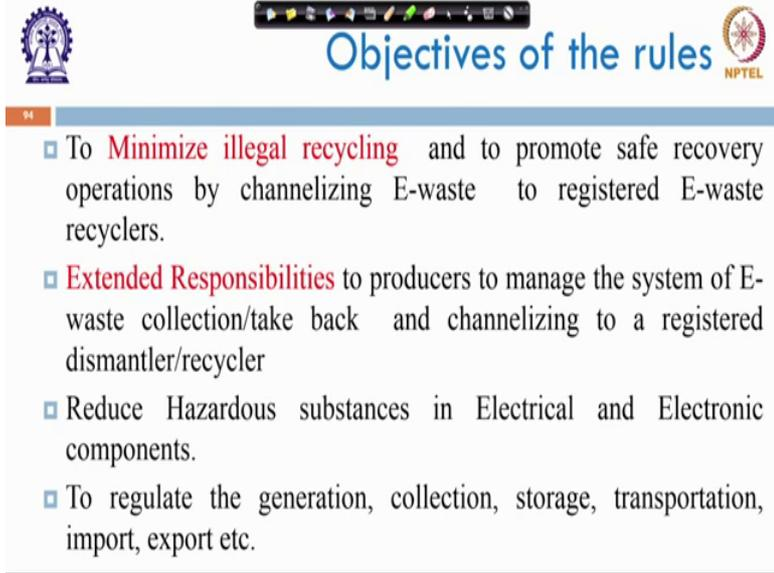 Objectives of the rules
NPTEL
94
To Minimize illegal recycling and to promote safe recovery
operations by channelizing E-waste to registered E-waste
recyclers.
Extended Responsibilities to producers to manage the system of E-
waste collection/take back and channelizing to a registered
dismantler/recycler
Reduce Hazardous substances in Electrical and Electronic
components.
To regulate the generation, collection, storage, transportation,
import, export etc.